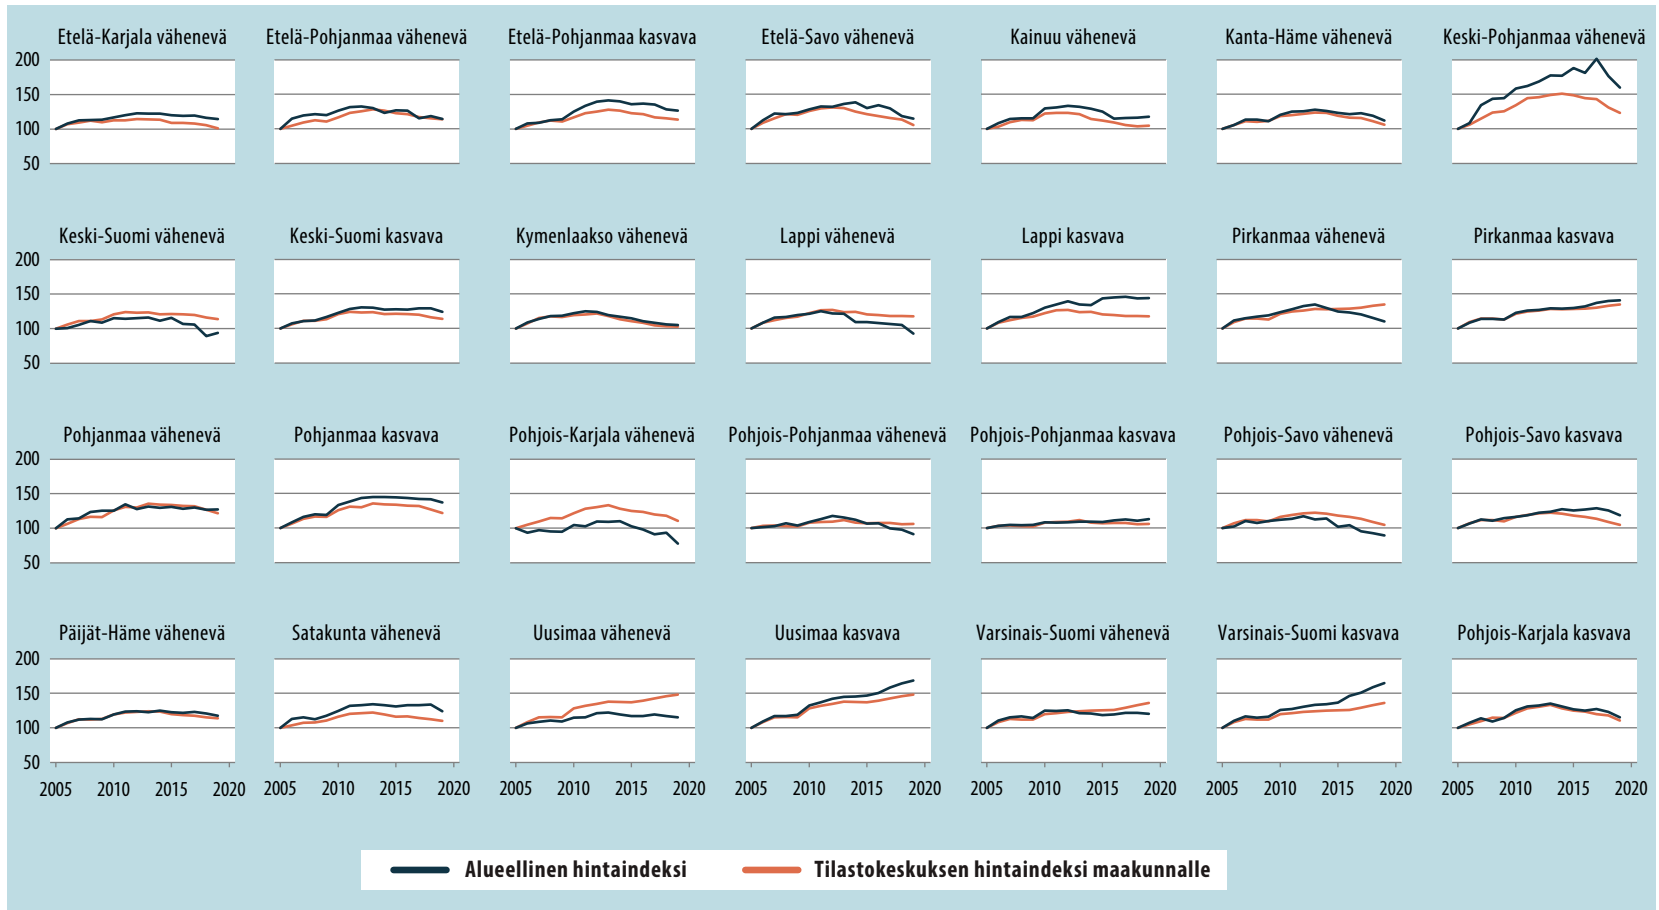 Etelä-Karjala vähenevä Etelä-Pohjanmaa vähenevä Etelä-Pohjanmaa kasvava Etelä-Savo vähenevä Kainuu vähenevä Kanta-Häme vähenevä Keski-Pohjanmaa vähenevä
200
150
100
50
Keski-Suomi vähenevä Keski-Suomi kasvava Kymenlaakso vähenevä Lappi vähenevä Lappi kasvava Pirkanmaa vähenevä Pirkanmaa kasvava
200
150
100
50
Pohjanmaa vähenevä Pohjanmaa kasvava Pohjois-Karjala vähenevä Pohjois-Pohjanmaa vähenevä Pohjois-Pohjanmaa kasvava Pohjois-Savo vähenevä Pohjois-Savo kasvava
200
150
100
50
Päijät-Häme vähenevä Satakunta vähenevä Uusimaa vähenevä Uusimaa kasvava Varsinais-Suomi vähenevä Varsinais-Suomi kasvava Pohjois-Karjala kasvava
200
150
100
50
2005 2010 2015 2020 2005 2010 2015 2020 2005 2010 2015 2020 2005 2010 2015 2020 2005 2010 2015 2020 2005 2010 2015 2020 2005 2010 2015 2020
Alueellinen hintaindeksi Tilastokeskuksen hintaindeksi maakunnalle